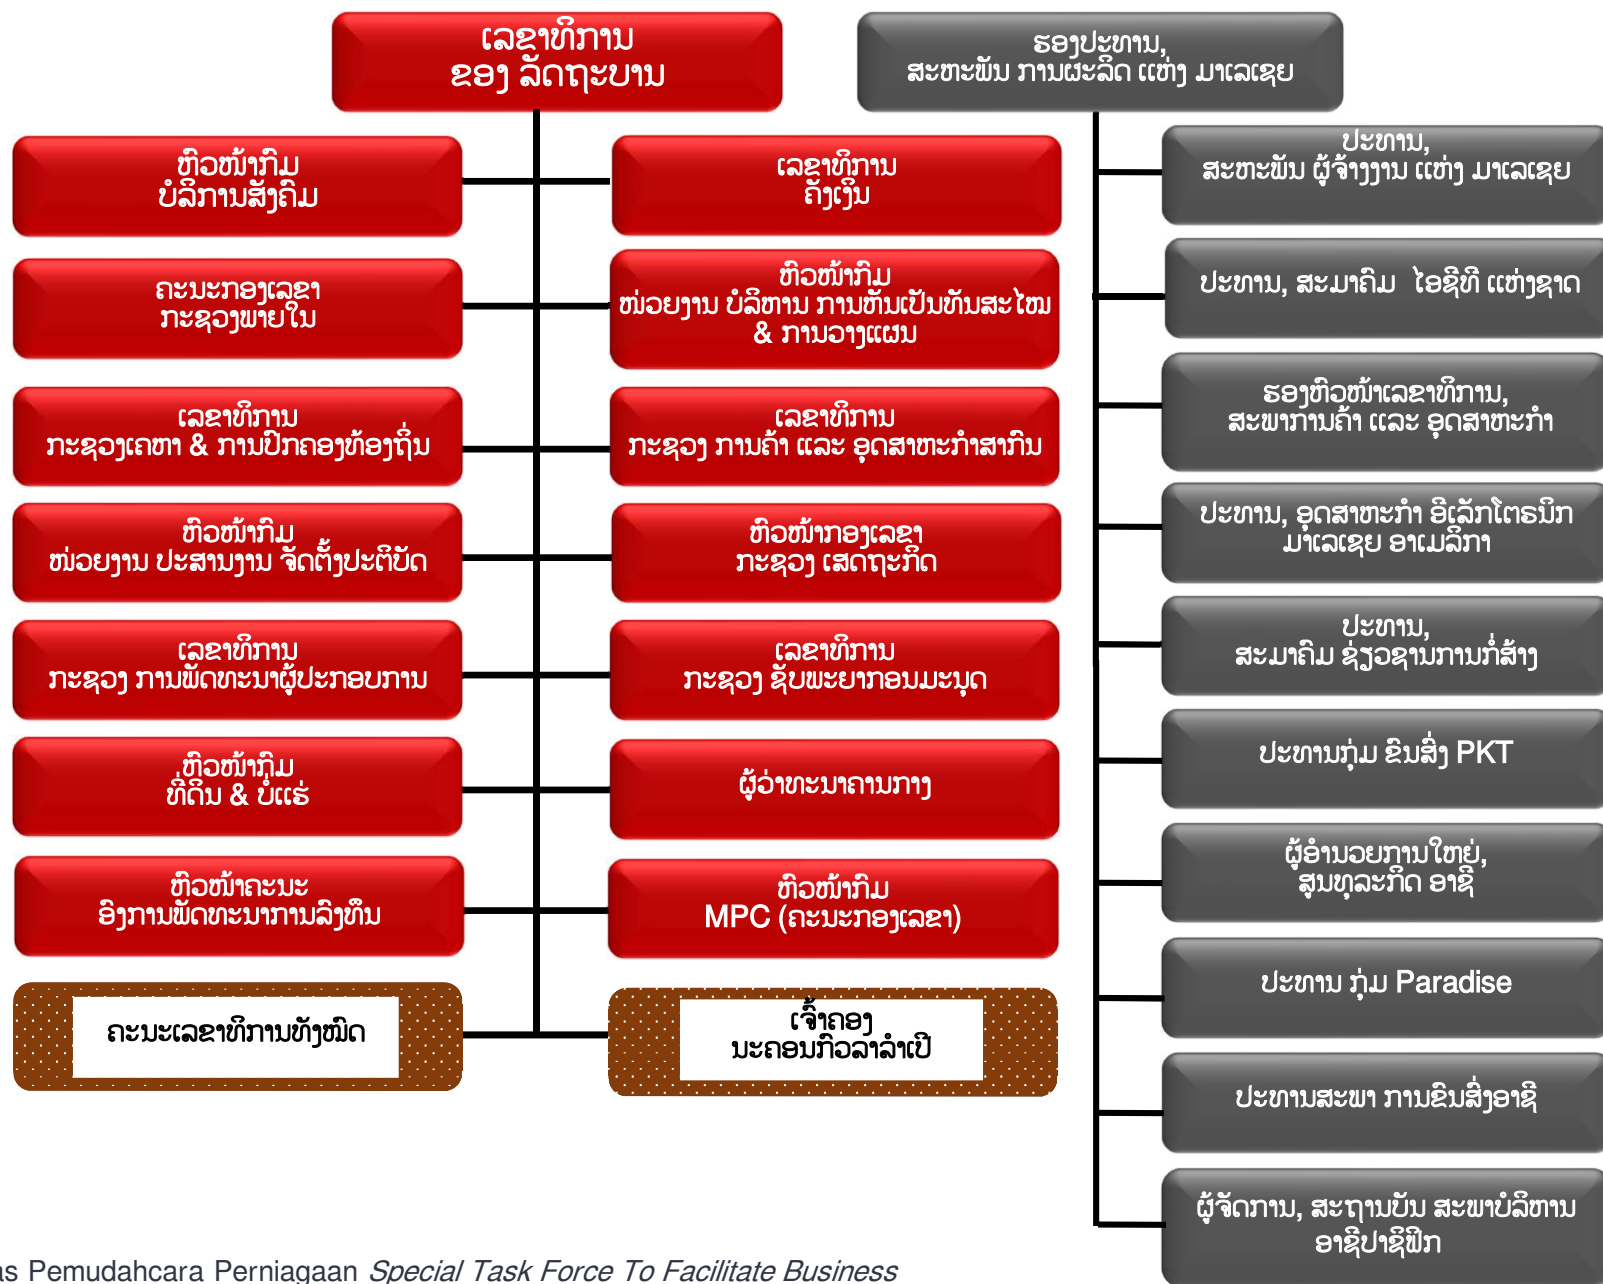 ເລຂາທິການ
ຂອງ ລັດຖະບານ
ຫົວໜ້າກົມ
ບໍລິການສັງຄົມ
ເລຂາທິການ
ຄັງເງິນ
ຄະນະກອງເລຂາ
ກະຊວງພາຍໃນ
ຫົວໜ້າກົມ
ໜ່ວຍງານ ບໍລິຫານ ການຫັນເປັນທັນສະໄໝ
& ການວາງແຜນ
ເລຂາທິການ
ກະຊວງເຄຫາ & ການປົກຄອງທ້ອງຖິ່ນ
ເລຂາທິການ
ກະຊວງ ການຄ້າ ແລະ ອຸດສາຫະກຳສາກົນ
ຫົວໜ້າກົມ
ໜ່ວຍງານ ປະສານງານ ຈັດຕັ້ງປະຕິບັດ
ຫົວໜ້າກອງເລຂາ
ກະຊວງ ເສດຖະກິດ
ເລຂາທິການ
ກະຊວງ ການພັດທະນາຜູ້ປະກອບການ
ເລຂາທິການ
ກະຊວງ ຊັບພະຍາກອນມະນຸດ
ຫົວໜ້າກົມ
ທີ່ດິນ & ບໍ່ແຮ່
ຜູ້ວ່າທະນາຄານກາງ
ຫົວໜ້າຄະນະ
ອົງການພັດທະນາການລົງທຶນ
ຫົວໜ້າກົມ
MPC (ຄະນະກອງເລຂາ)
ຄະນະເລຂາທິການທັງໝົດ
ເຈົ້າຄອງ
ນະຄອນກົວລາລຳເປີ
ຮອງປະທານ,
ສະຫະພັນ ການຜະລິດ ແຫ່ງ ມາເລເຊຍ
ປະທານ,
ສະຫະພັນ ຜູ້ຈ້າງງານ ແຫ່ງ ມາເລເຊຍ
ປະທານ, ສະມາຄົມ ໄອຊີທີ ແຫ່ງຊາດ
ຮອງຫົວໜ້າເລຂາທິການ,
ສະພາການຄ້າ ແລະ ອຸດສາຫະກຳ
ປະທານ, ອຸດສາຫະກຳ ອີເລັກໂຕຣນິກ
ມາເລເຊຍ ອາເມລິກາ
ປະທານ,
ສະມາຄົມ ຊ່ຽວຊານການກໍ່ສ້າງ
ປະທານກຸ່ມ ຂົນສົ່ງ PKT
ຜູ້ອຳນວຍການໃຫຍ່,
ສູນທຸລະກິດ ອາຊີ
ປະທານ ກຸ່ມ Paradise
ປະທານສະພາ ການຂົນສົ່ງອາຊີ
ຜູ້ຈັດການ, ສະຖານບັນ ສະພາບໍລິຫານ
ອາຊີປາຊິຟິກ
as Pemudahcara Perniagaan Special Task Force To Facilitate Business